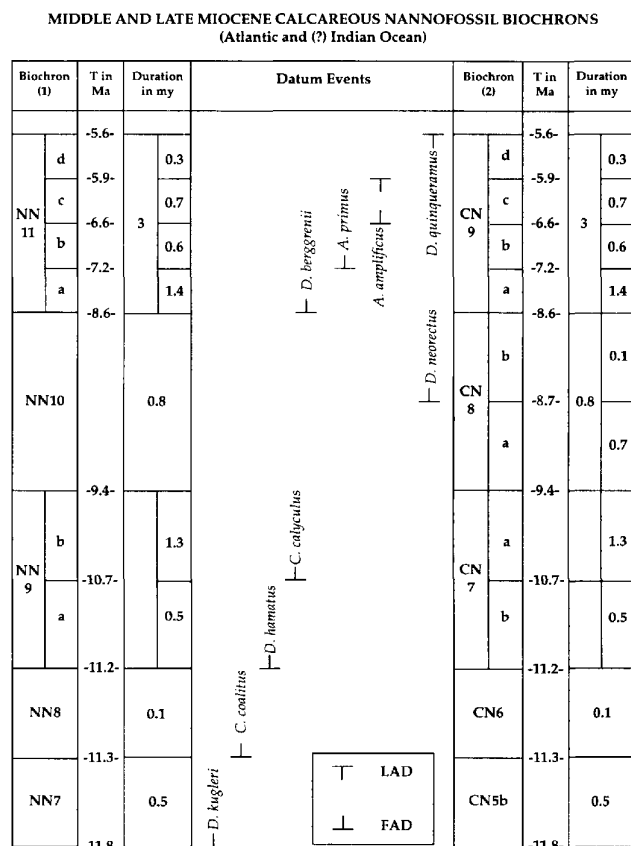 MIDDLE AND LATE MIOCENE CALCAREOUS NANNOFOSSIL BIOCHRONS
(Atlantic and (?) Indian Ocean)
Biochron (1)
T in Ma
Duration in my
Datum Events
Biochron (2)
T in Ma
Duration in my
-5.6-
-5.6-
d
0.3
d
0.3
-5.9-
-5.9-
NN 11
c
3
0.7
CN 9
c
3
0.7
-6.6-
-6.6-
b
0.6
b
0.6
-7.2-
-7.2-
a
1.4
a
1.4
-8.6-
-8.6-
D. berggrenii
A. primus
A. amplificus
D. quinqueramus
NN10
0.8
D. neorectus
CN 8
b
0.1
-8.7-
0.8
a
0.7
-9.4-
-9.4-
NN 9
b
1.3
C. calyculus
CN 7
a
1.3
-10.7-
-10.7-
a
0.5
D. hamatus
b
0.5
-11.2-
-11.2-
NN8
0.1
C. coalitus
CN6
0.1
-11.3-
-11.3-
NN7
0.5
D. kugleri
LAD
FAD
CN5b
0.5
-11.8-
-11.8-